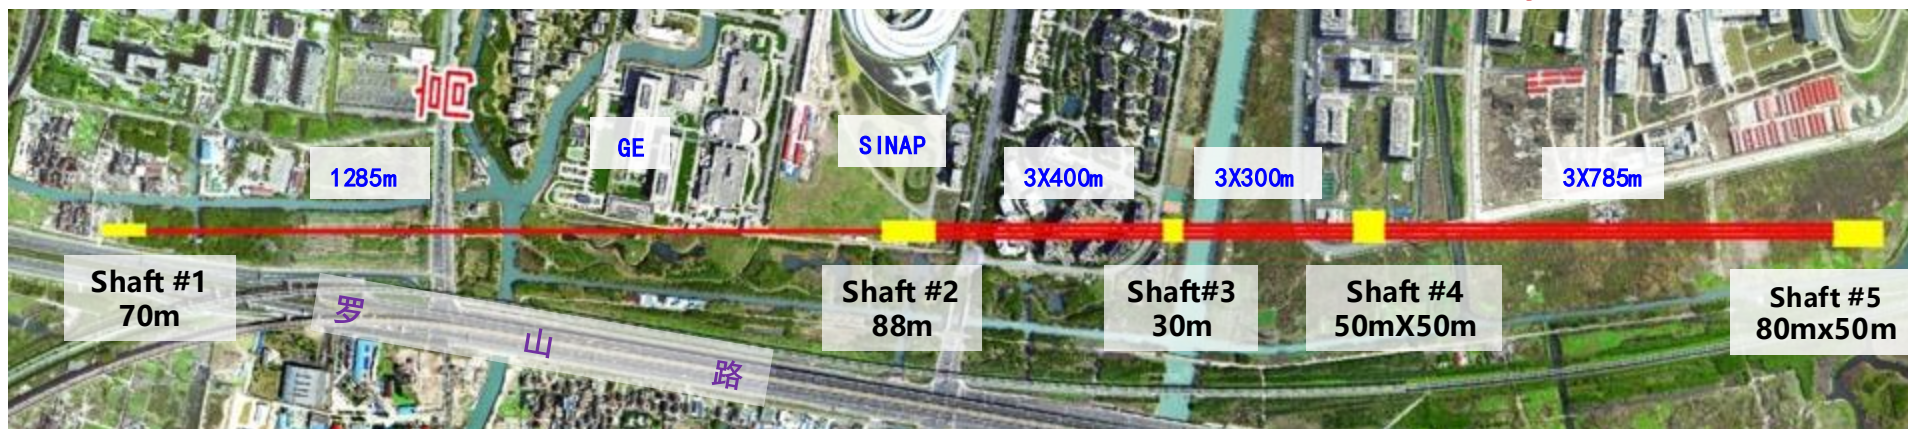 GE
SINAP
1285m
3X400m
3X300m
3X785m
Shaft #1
70m
Shaft #2
88m
Shaft#3
30m
Shaft #4
50mX50m
Shaft #5
80mx50m
罗山路